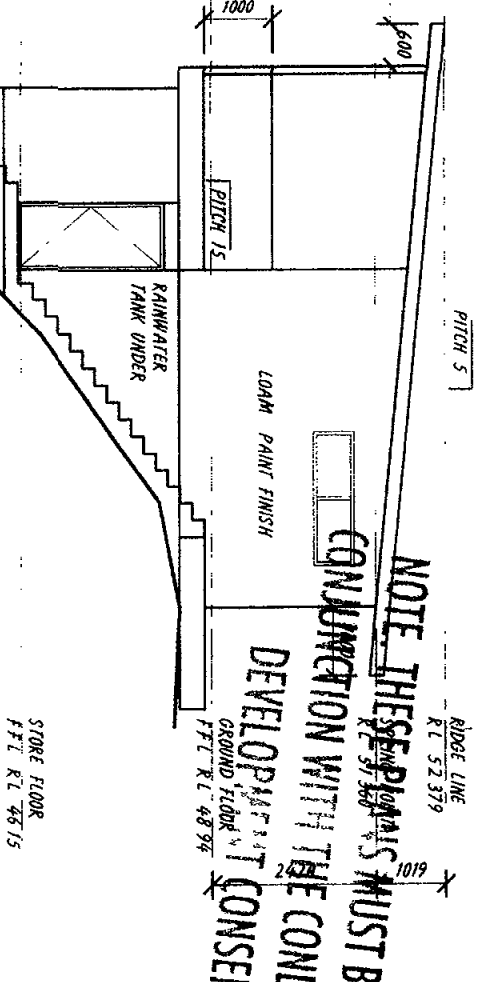 1000
600
PITCH 5
PITCH 15
RAINWATER
TANK UNDER
LOAM PAINT FINISH
NOTE. THESE PLANS MUST B
CONJUNCTION WITH THE COND
DEVELOPMENT CONSEN
RIDGE LINE
RL 52 379
GROUND FLOOR
FFL RL 48 94
STORE FLOOR
FFL RL 46 15
1019